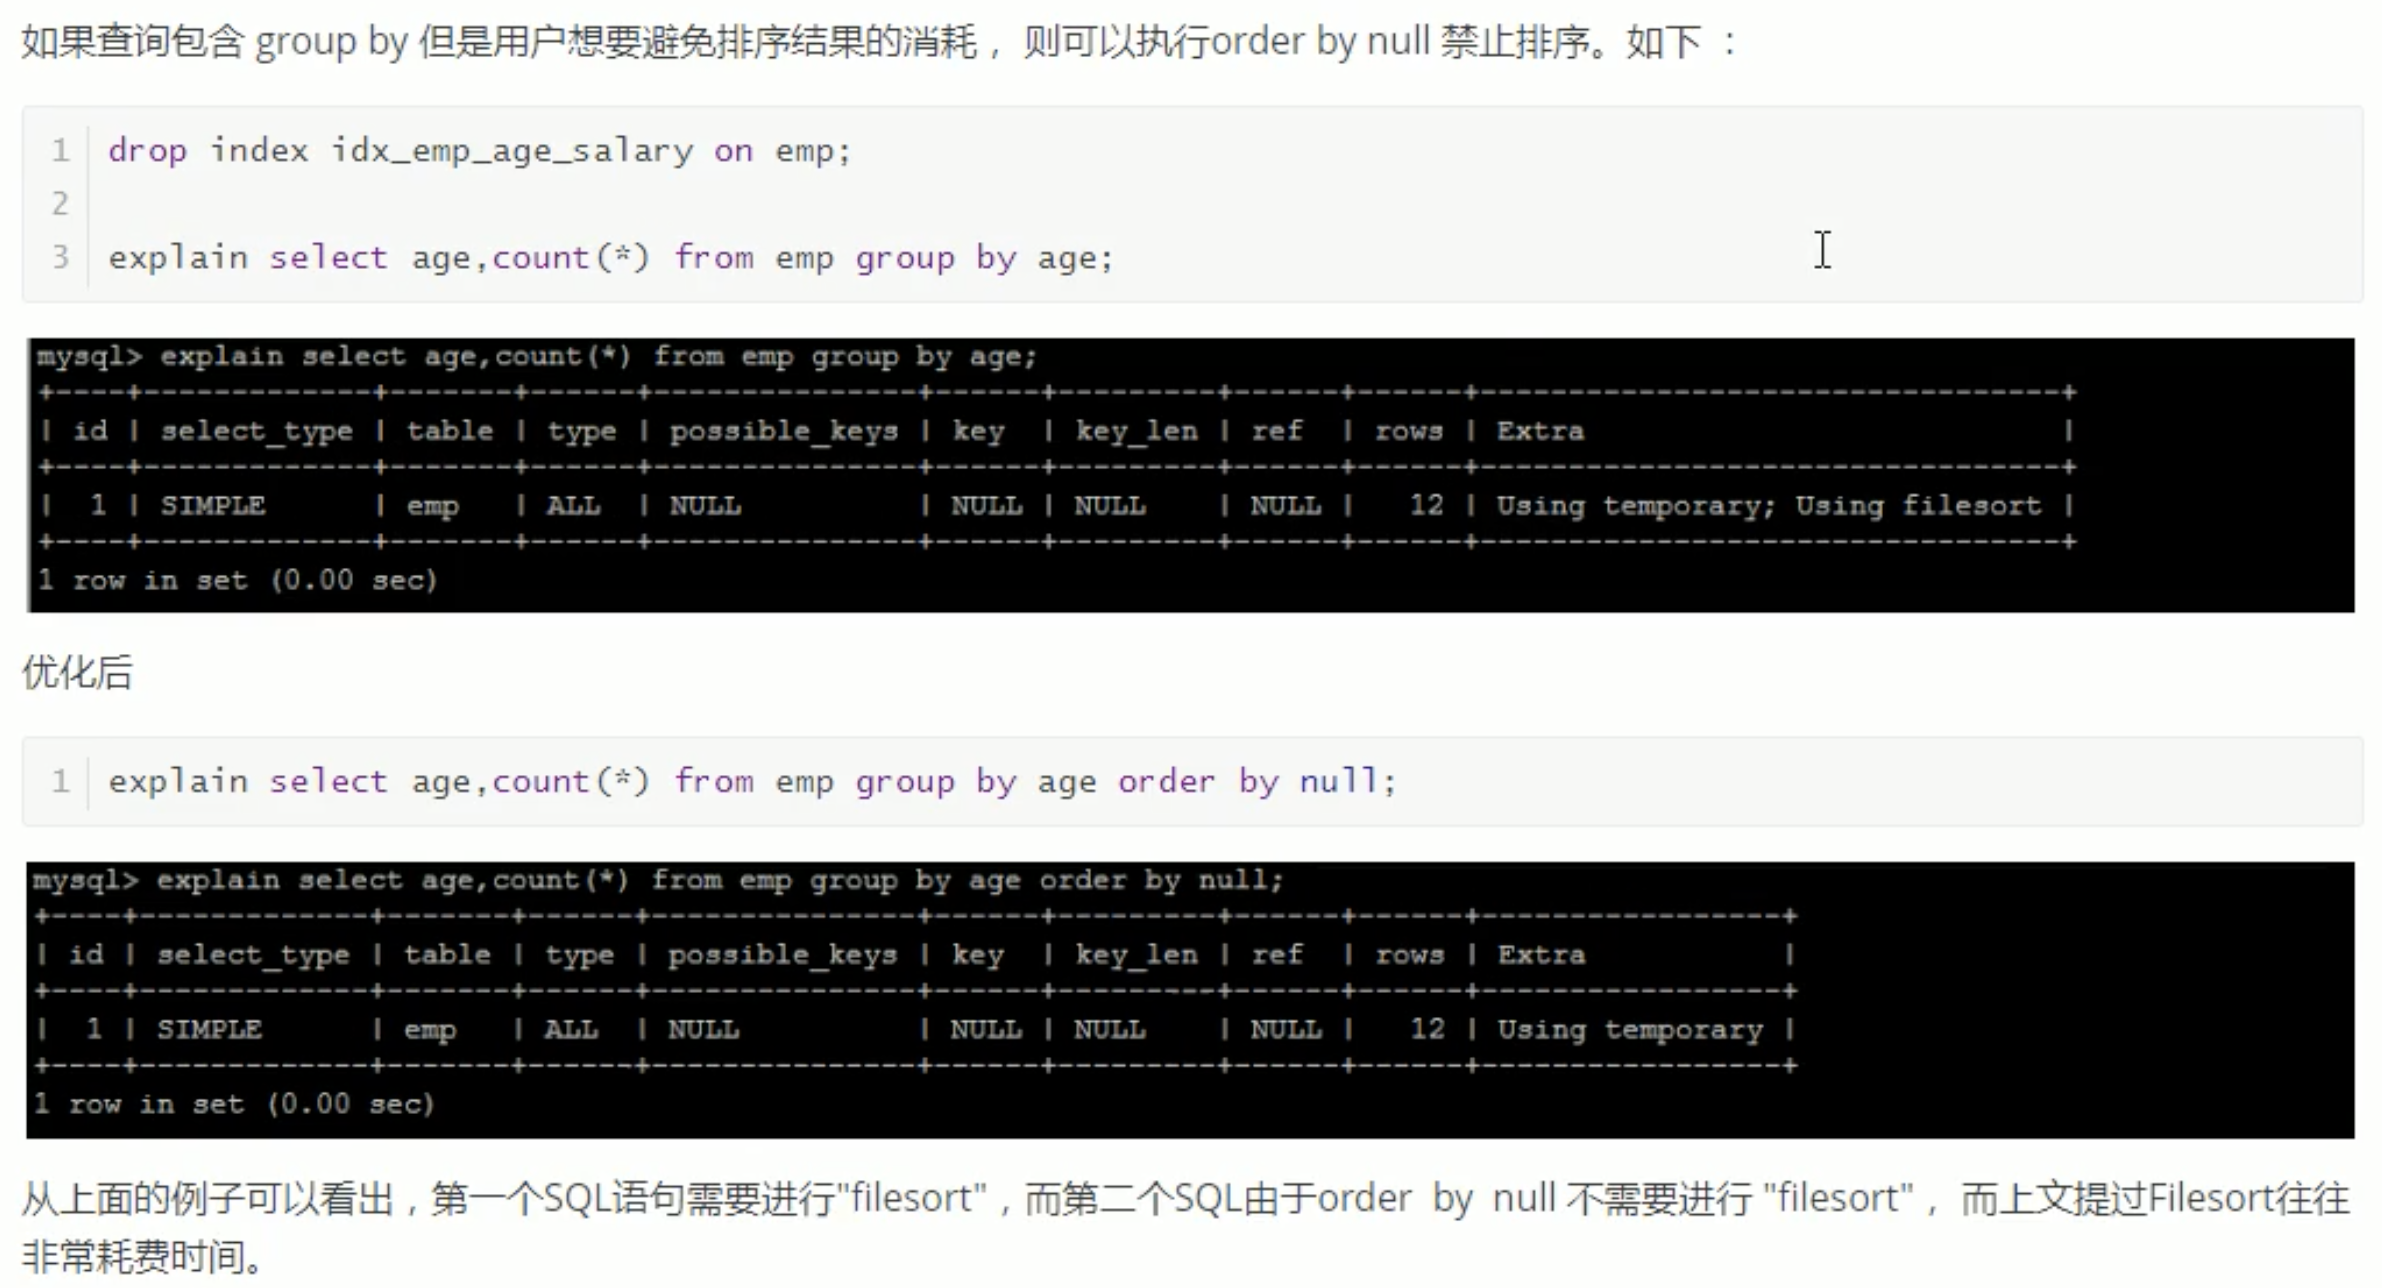 如果查询包含 group by 但是用户想要避免排序结果的消耗， 则可以执行order by null 禁止排序。如下 ：
1 drop index idx_emp_age_salary on emp;
2
3 explain select age,count(*) from emp group by age;
mysql> explain select age,count(*) from emp group by age;
+----+-------------+-------+------+---------------+------+---------+------+------+---------------------------------+
| id | select_type | table | type | possible_keys | key  | key_len | ref  | rows | Extra                           |
+----+-------------+-------+------+---------------+------+---------+------+------+---------------------------------+
|  1 | SIMPLE      | emp   | ALL  | NULL          | NULL | NULL    | NULL |   12 | Using temporary; Using filesort |
+----+-------------+-------+------+---------------+------+---------+------+------+---------------------------------+
1 row in set (0.00 sec)
优化后
1 explain select age,count(*) from emp group by age order by null;
mysql> explain select age,count(*) from emp group by age order by null;
+----+-------------+-------+------+---------------+------+---------+------+------+-----------------+
| id | select_type | table | type | possible_keys | key  | key_len | ref  | rows | Extra           |
+----+-------------+-------+------+---------------+------+---------+------+------+-----------------+
|  1 | SIMPLE      | emp   | ALL  | NULL          | NULL | NULL    | NULL |   12 | Using temporary |
+----+-------------+-------+------+---------------+------+---------+------+------+-----------------+
1 row in set (0.00 sec)
从上面的例子可以看出，第一个SQL语句需要进行"filesort"，而第二个SQL由于order by null 不需要进行 "filesort"， 而上文提过Filesort往往
非常耗费时间。